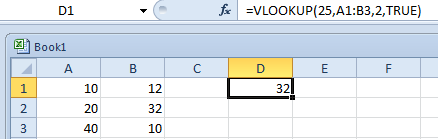 D1 fx =VLOOKUP(25,A1:B3,2,TRUE)
Book1
A B C D E F
1 10 12 32
2 20 32
3 40 10